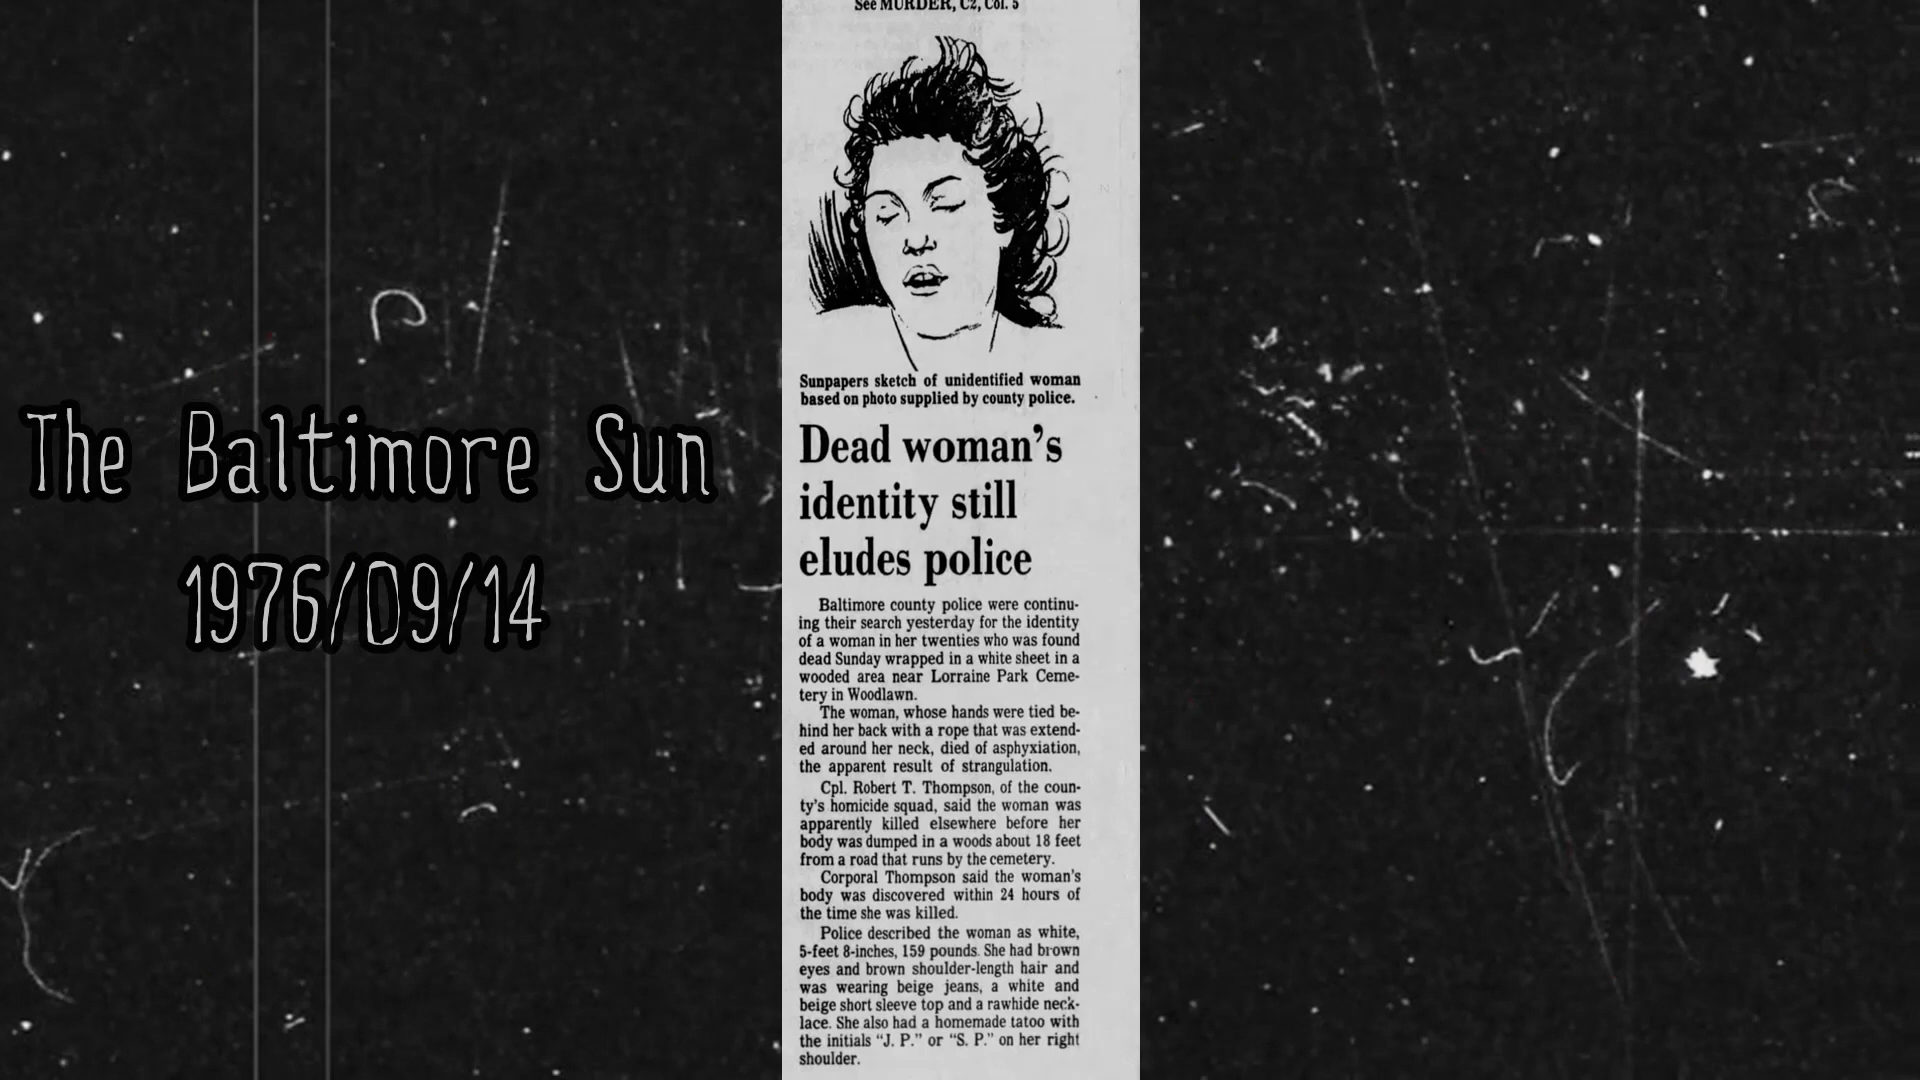 The Baltimore Sun
1976/09/14
See MURDER, C2, Col. 5
Sunpapers sketch of unidentified woman
based on photo supplied by county police.
Dead woman's
identity still
eludes police
Baltimore county police were continu-
ing their search yesterday for the identity
of a woman in her twenties who was found
dead Sunday wrapped in a white sheet in a
wooded area near Lorraine Park Ceme-
tery in Woodlawn.
The woman, whose hands were tied be-
hind her back with a rope that was extend-
ed around her neck, died of asphyxiation,
the apparent result of strangulation.
Cpl. Robert T. Thompson, of the coun-
ty's homicide squad, said the woman was
apparently killed elsewhere before her
body was dumped in a woods about 18 feet
from a road that runs by the cemetery.
Corporal Thompson said the woman's
body was discovered within 24 hours of
the time she was killed.
Police described the woman as white,
5-feet 8-inches, 159 pounds. She had brown
eyes and brown shoulder-length hair and
was wearing beige jeans, a white and
beige short sleeve top and a rawhide neck-
lace. She also had a homemade tatoo with
the initials "J. P." or "S. P." on her right
shoulder.